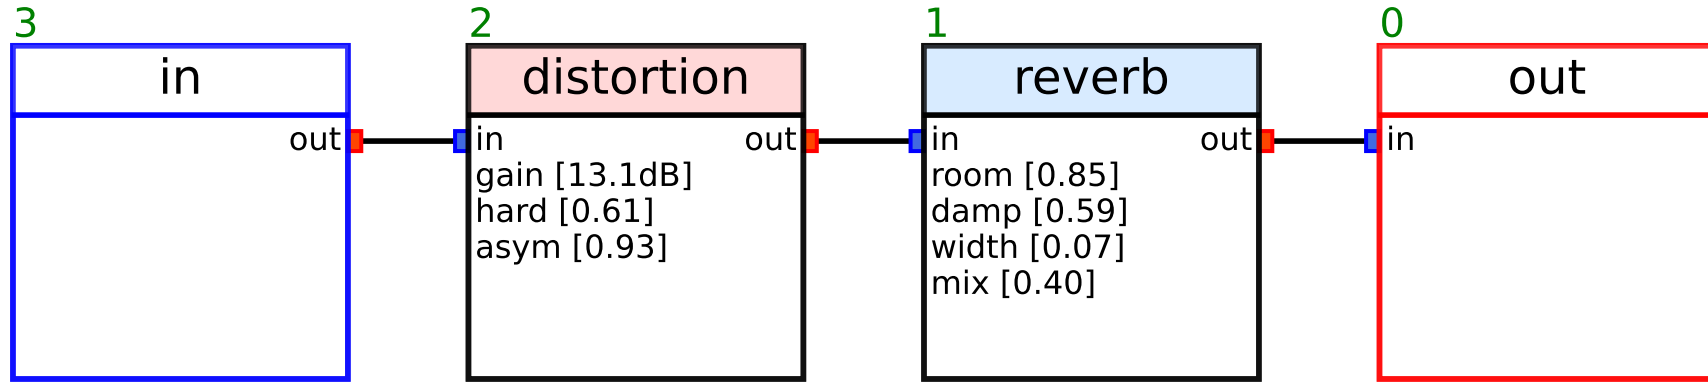 3
in
out
2
distortion
in
out
gain [13.1dB]
hard [0.61]
asym [0.93]
1
reverb
in
out
room [0.85]
damp [0.59]
width [0.07]
mix [0.40]
0
out
in